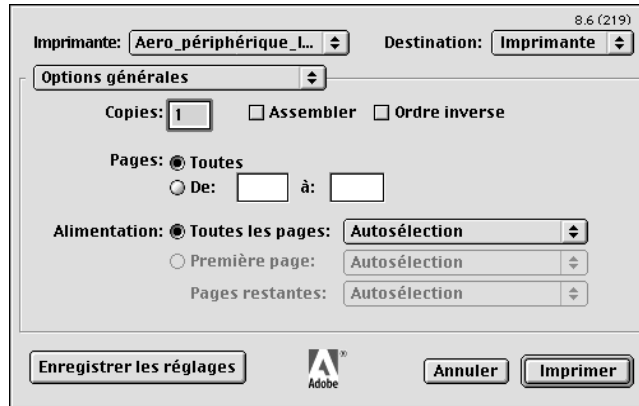 8.6 (219)
Imprimante: Aero_périphérique_I... Destination: Imprimante
Options générales
Copies: 1 Assembler Ordre inverse
Pages: Toutes
De: à:
Alimentation: Toutes les pages: Autosélection
Première page: Autosélection
Pages restantes: Autosélection
Enregistrer les réglages Adobe® Annuler Imprimer